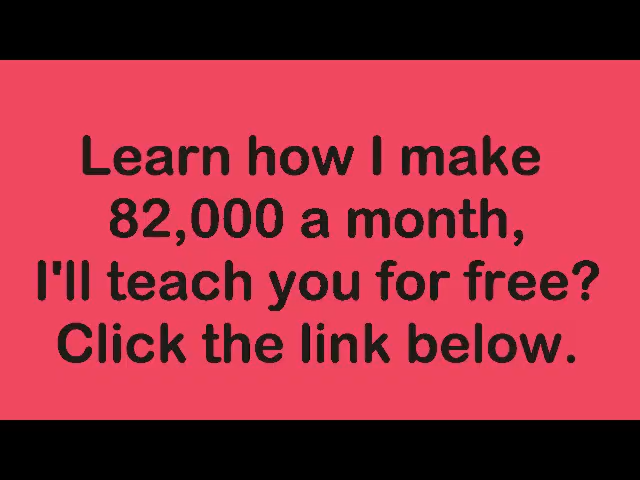 Learn how I make
82,000 a month,
I'll teach you for free?
Click the link below.